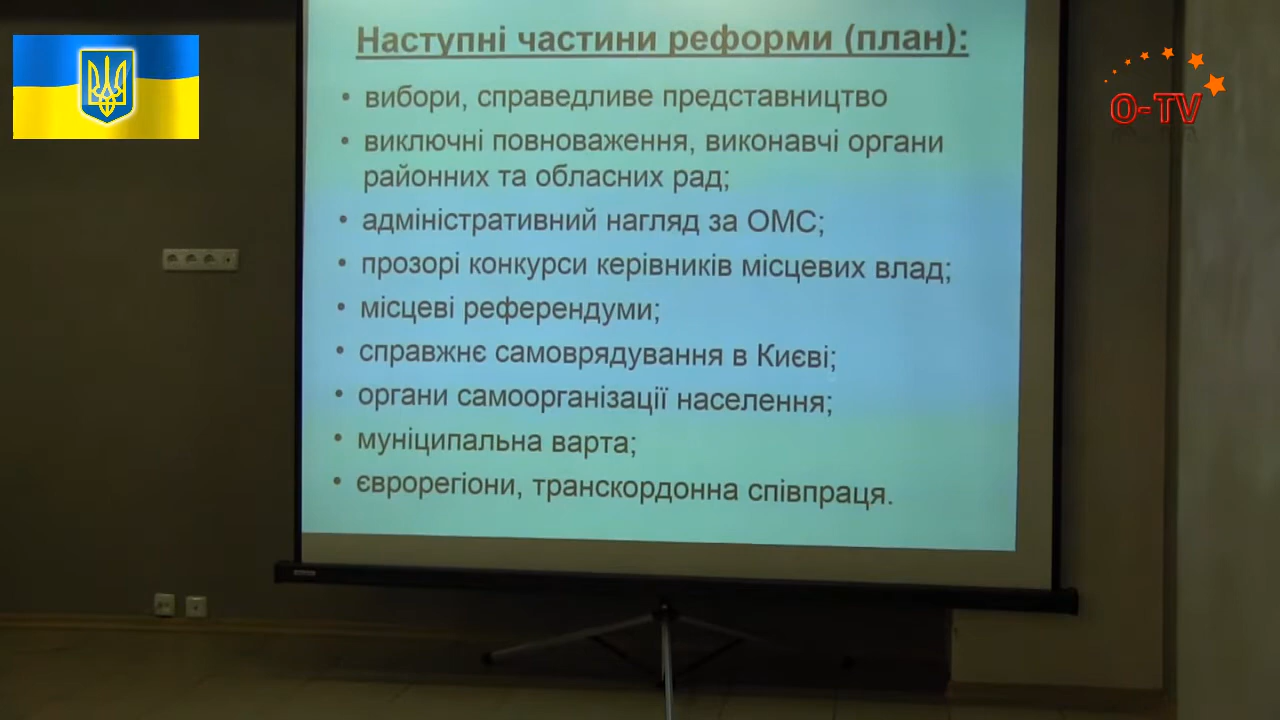 Наступні частини реформи (план):
O-TV
• вибори, справедливе представництво
• виключні повноваження, виконавчі органи
районних та обласних рад;
• адміністративний нагляд за ОМС;
• прозорі конкурси керівників місцевих влад;
• місцеві референдуми;
• справжнє самоврядування в Києві;
• органи самоорганізації населення;
• муніципальна варта;
• єврорегіони, транскордонна співпраця.